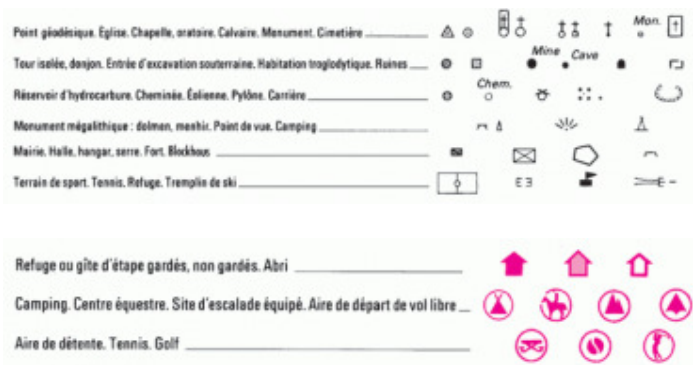 Point géodésique. Eglise. Chapelle, oratoire. Calvaire. Monument. Cimetière Mon.
Tour isolée, donjon. Entrée d'excavation souterraine. Habitation troglodytique. Ruines Mine Cave
Réservoir d'hydrocarbure. Cheminée. Éolienne. Pylône. Carrière Chem.
Monument mégalithique : dolmen, menhir. Point de vue. Camping
Mairie. Halle, hangar, serre. Fort. Blockhaus
Terrain de sport. Tennis. Refuge. Tremplin de ski
Refuge ou gîte d'étape gardés, non gardés. Abri
Camping. Centre équestre. Site d'escalade équipé. Aire de départ de vol libre
Aire de détente. Tennis. Golf